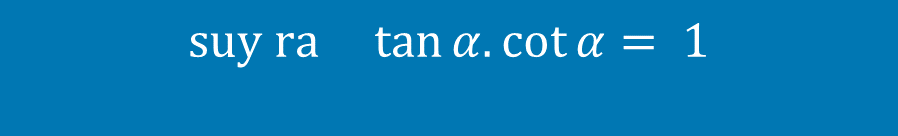 suy ra tan α. cot α = 1